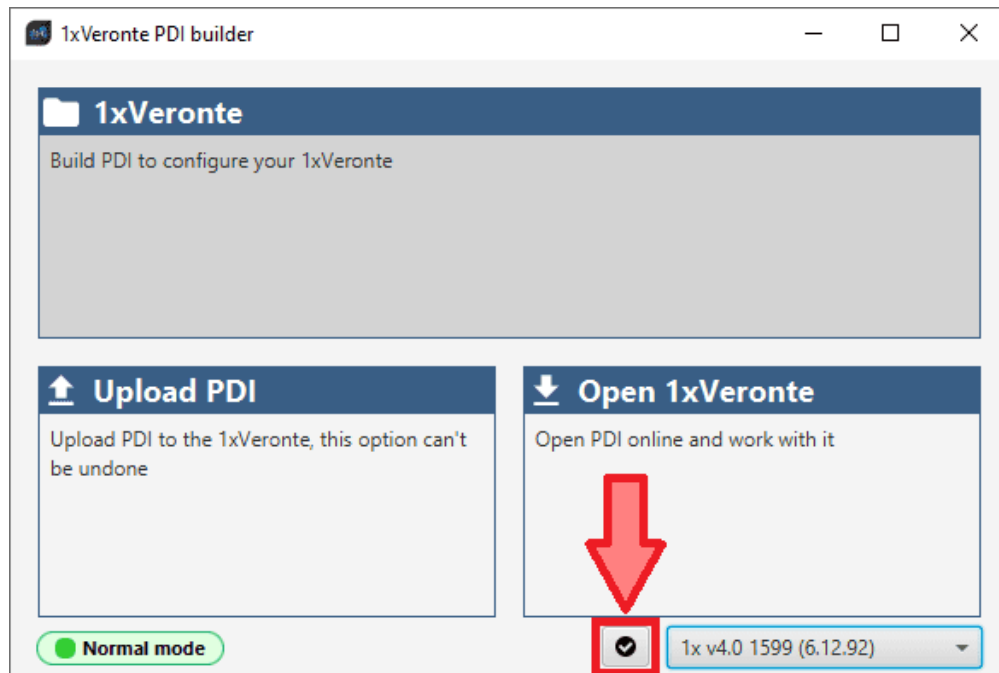 1xVeronte PDI builder
1xVeronte
Build PDI to configure your 1xVeronte
Upload PDI
Upload PDI to the 1xVeronte, this option can't
be undone
Open 1xVeronte
Open PDI online and work with it
Normal mode
1x v4.0 1599 (6.12.92)